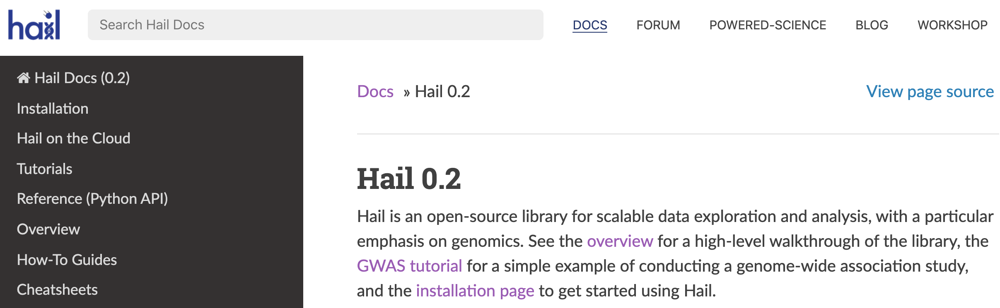 hail
Search Hail Docs
DOCS FORUM POWERED-SCIENCE BLOG WORKSHOP
Hail Docs (0.2)
Installation
Hail on the Cloud
Tutorials
Reference (Python API)
Overview
How-To Guides
Cheatsheets
Docs » Hail 0.2
View page source
Hail 0.2
Hail is an open-source library for scalable data exploration and analysis, with a particular
emphasis on genomics. See the overview for a high-level walkthrough of the library, the
GWAS tutorial for a simple example of conducting a genome-wide association study,
and the installation page to get started using Hail.